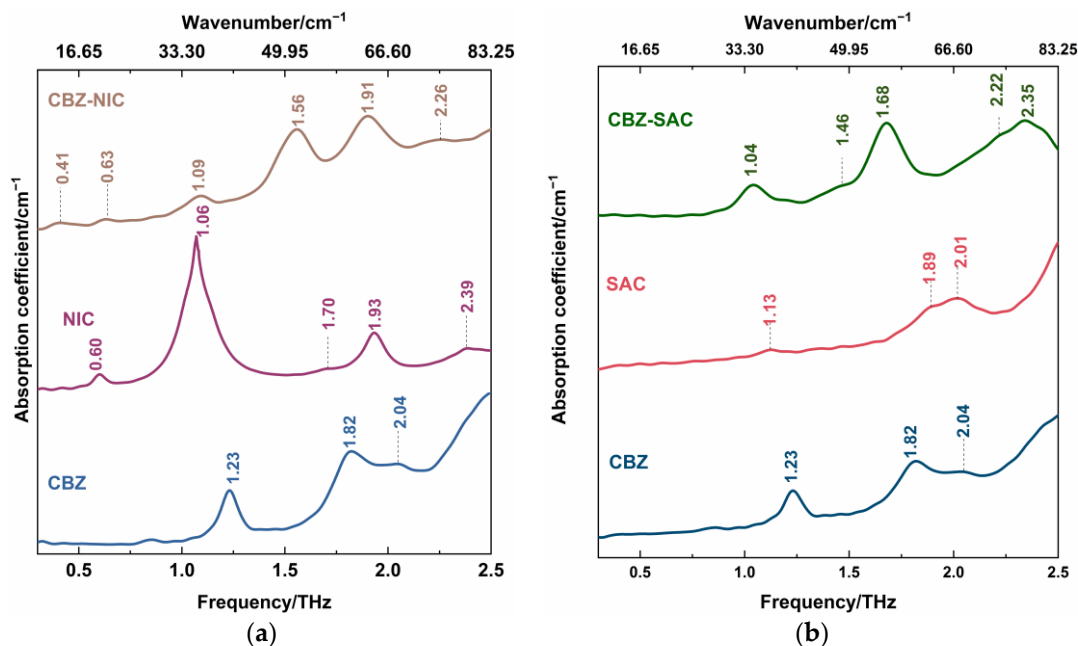 Wavenumber/cm⁻¹
16.65 33.30 49.95 66.60 83.25
CBZ-NIC
0.41
0.63
1.09
1.56
1.91
2.26
NIC
0.60
1.06
1.70
1.93
2.39
CBZ
1.23
1.82
2.04
Absorption coefficient/cm⁻¹
0.5 1.0 1.5 2.0 2.5
Frequency/THz
(a)
Wavenumber/cm⁻¹
16.65 33.30 49.95 66.60 83.25
CBZ-SAC
1.04
1.46
1.68
2.22
2.35
SAC
1.13
1.89
2.01
CBZ
1.23
1.82
2.04
Absorption coefficient/cm⁻¹
0.5 1.0 1.5 2.0 2.5
Frequency/THz
(b)